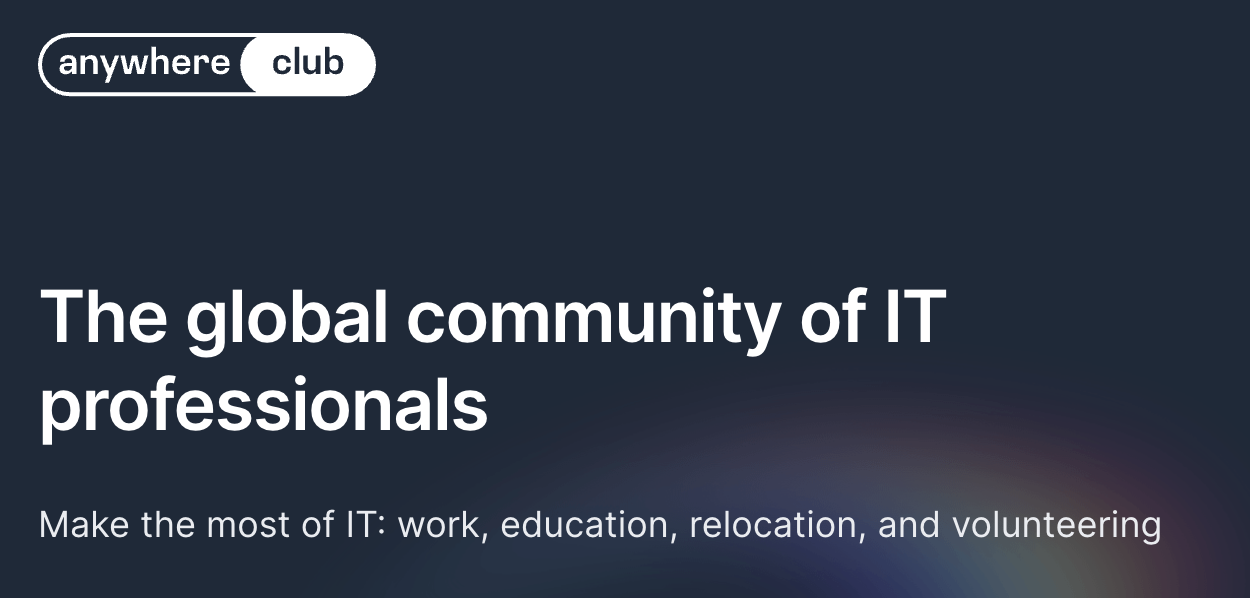 anywhere club
The global community of IT
professionals
Make the most of IT: work, education, relocation, and volunteering